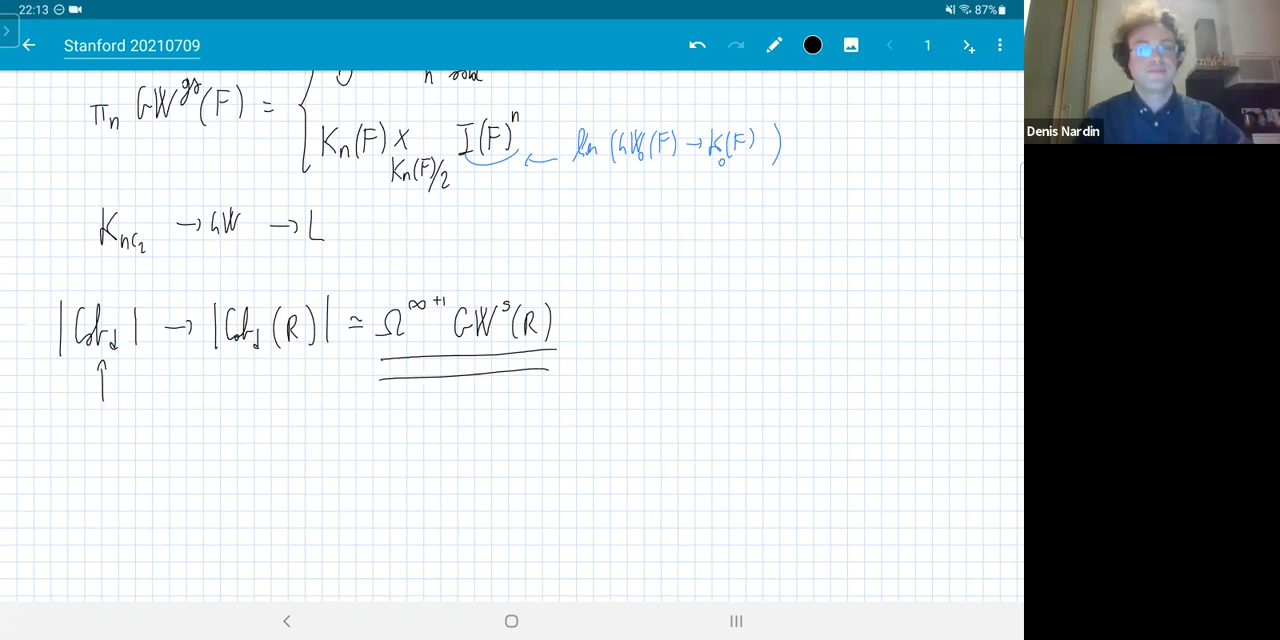 22:13
87%
Stanford 20210709
1
0 n
π_n GW^{gs}(F) = { K_n(F) ×_{K_n(F)/2} I(F)^n ← ker (GW_0(F) → K_0(F))
K_{hC_2} → GW → L
|Cob_d| → |Cob_d(R)| ≃ Ω^{∞+1} GW^s(R)
↑
Denis Nardin